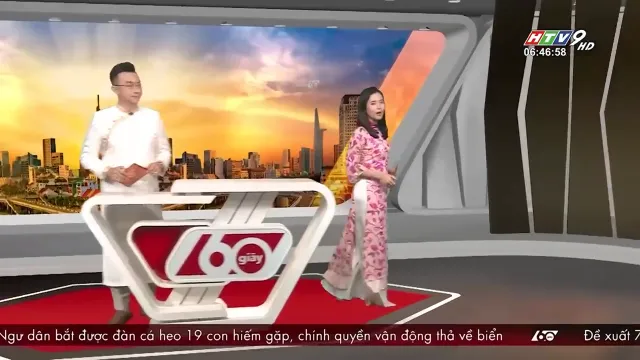 HTV9 HD
06:46:58
60 giây
Ngư dân bắt được đàn cá heo 19 con hiếm gặp, chính quyền vận động thả về biển 60 Đề xuất 7